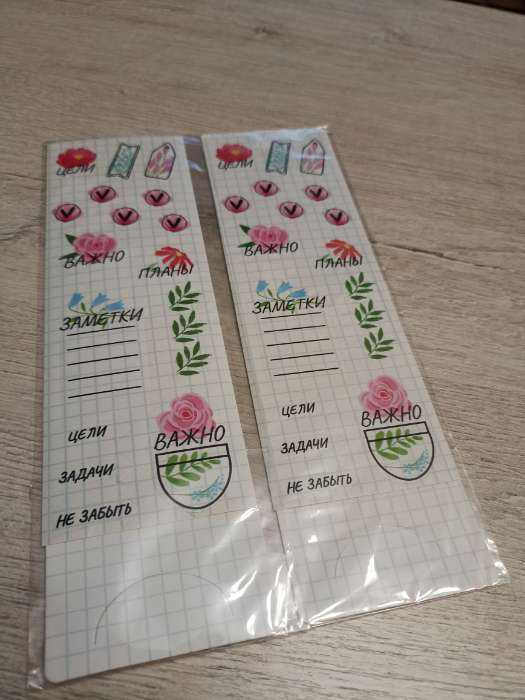 ЦЕЛИ
ВАЖНО
ПЛАНЫ
ЗАМЕТКИ
ВАЖНО
ЦЕЛИ
ЗАДАЧИ
НЕ ЗАБЫТЬ
ЦЕЛИ
ВАЖНО
ПЛАНЫ
ЗАМЕТКИ
ВАЖНО
ЦЕЛИ
ЗАДАЧИ
НЕ ЗАБЫТЬ